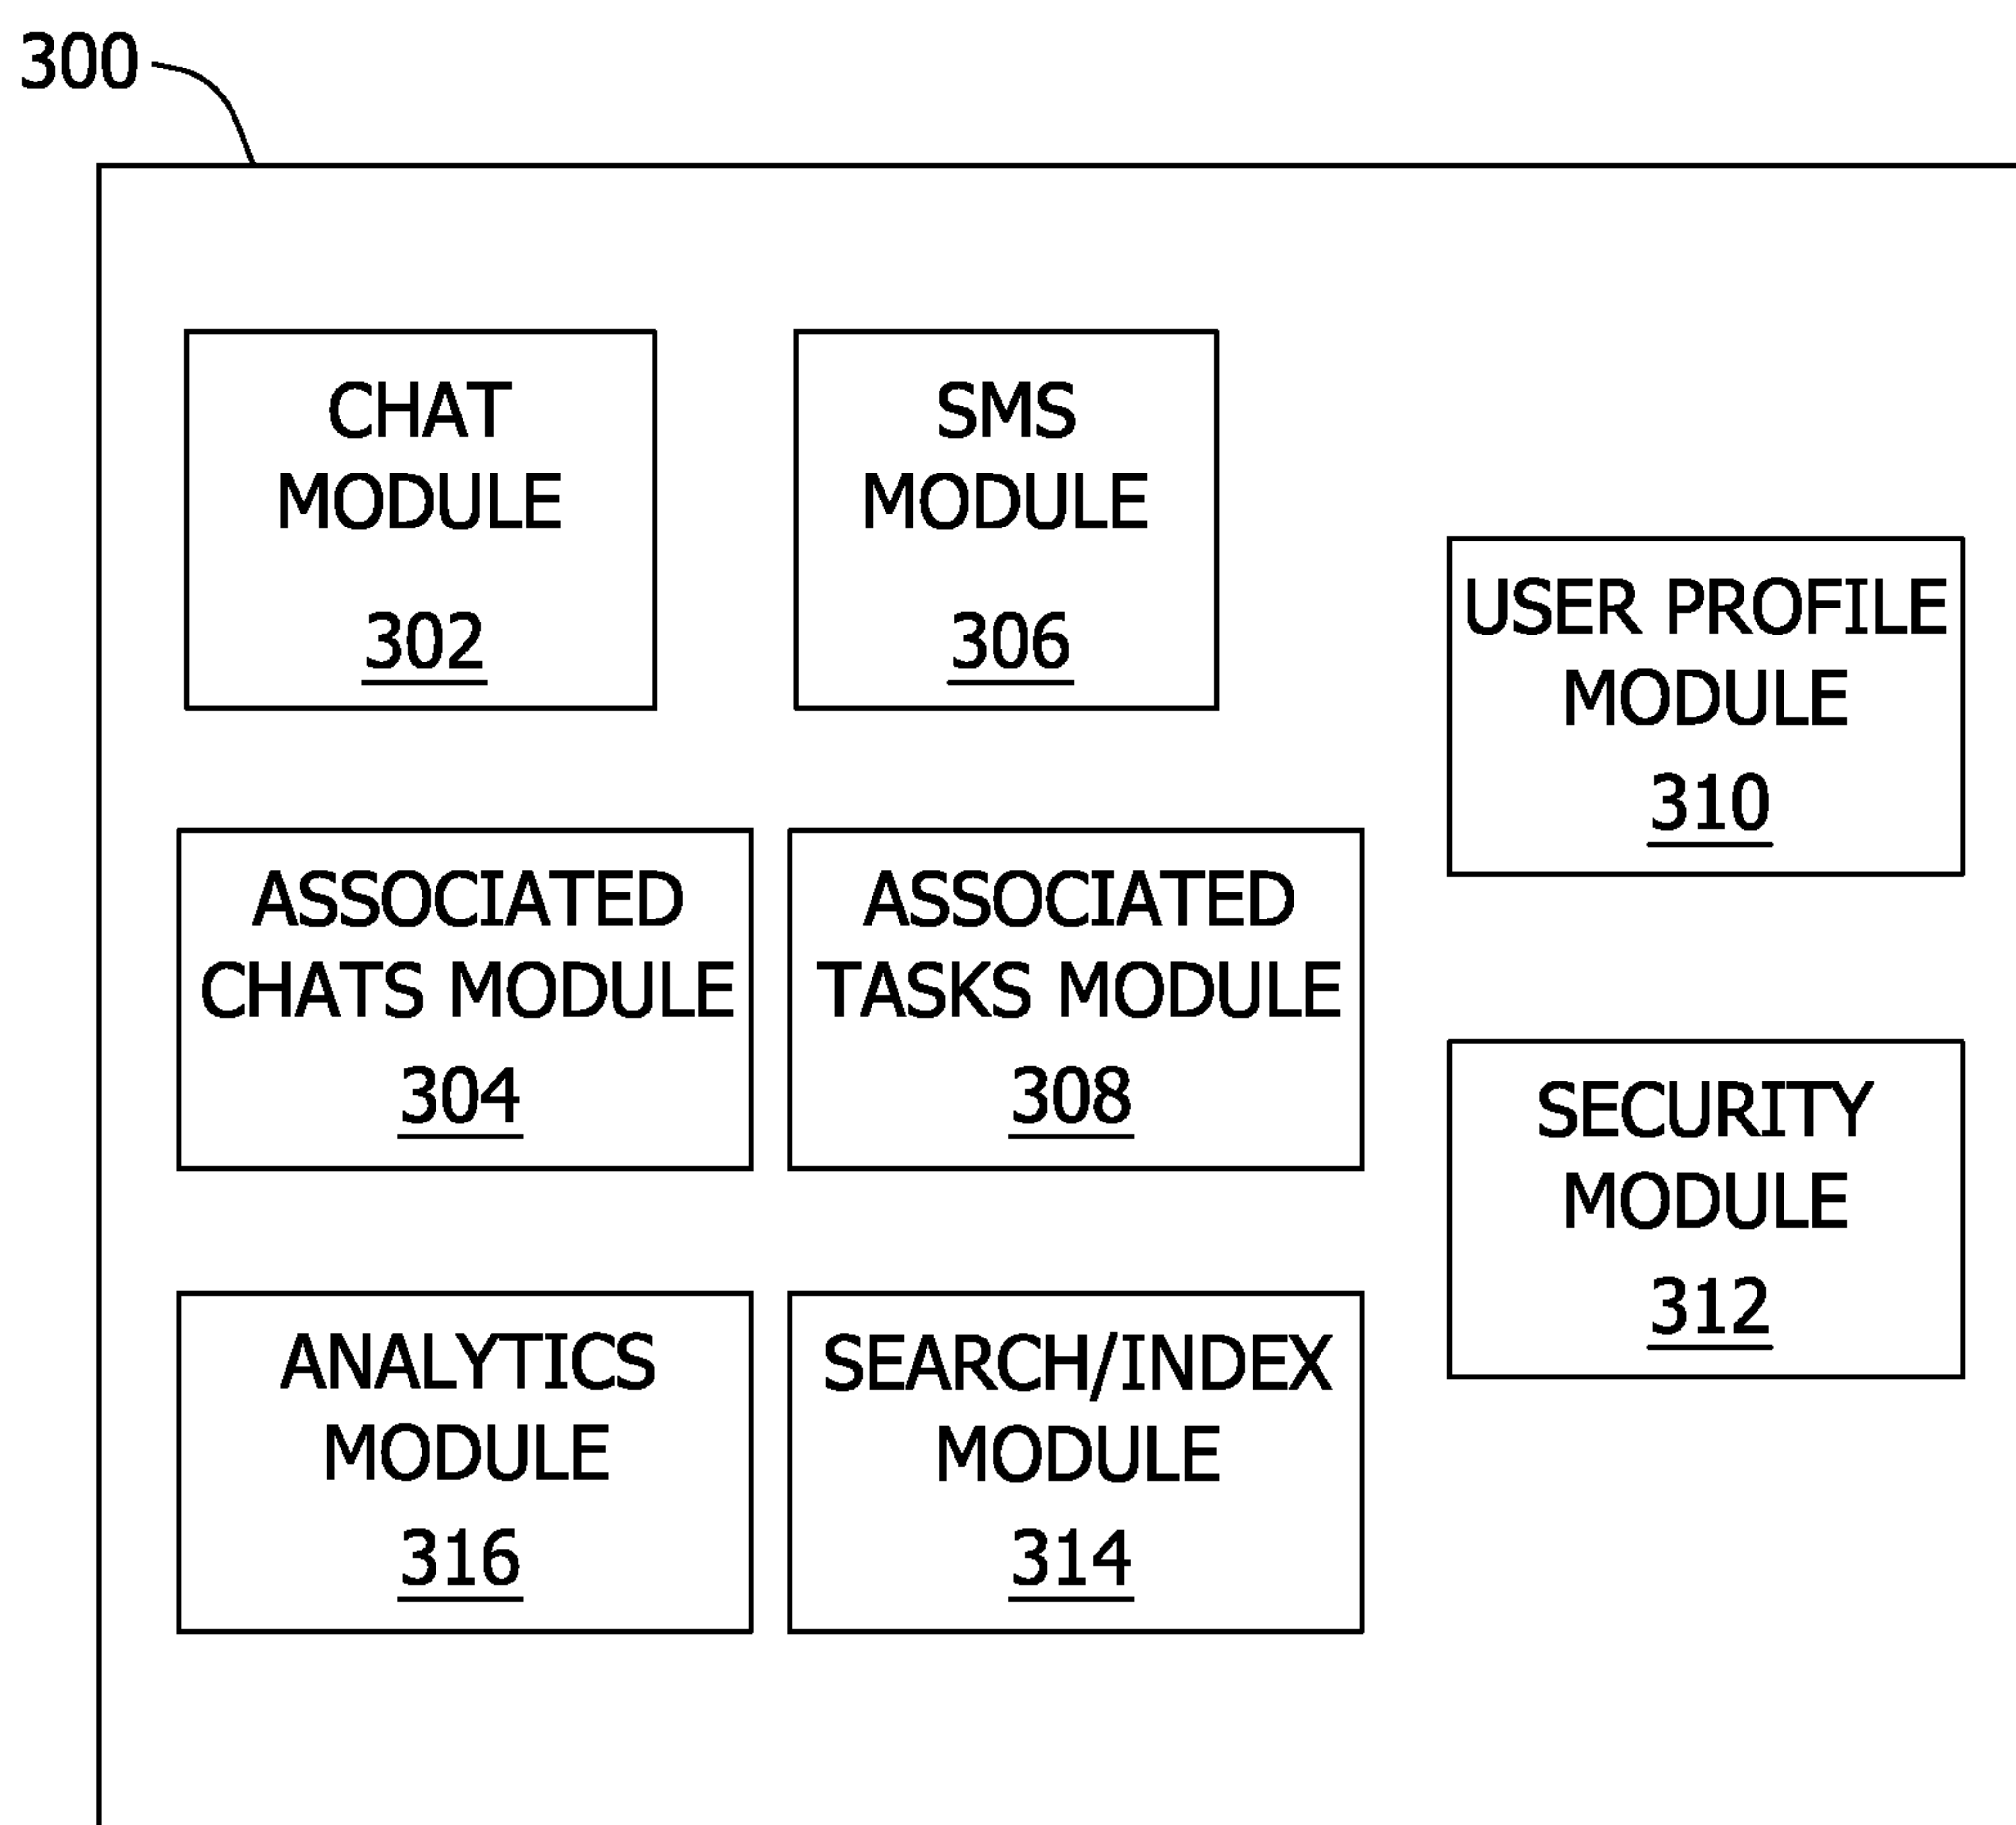 300
CHAT
MODULE
302
SMS
MODULE
306
USER PROFILE
MODULE
310
ASSOCIATED
CHATS MODULE
304
ASSOCIATED
TASKS MODULE
308
SECURITY
MODULE
312
ANALYTICS
MODULE
316
SEARCH/INDEX
MODULE
314